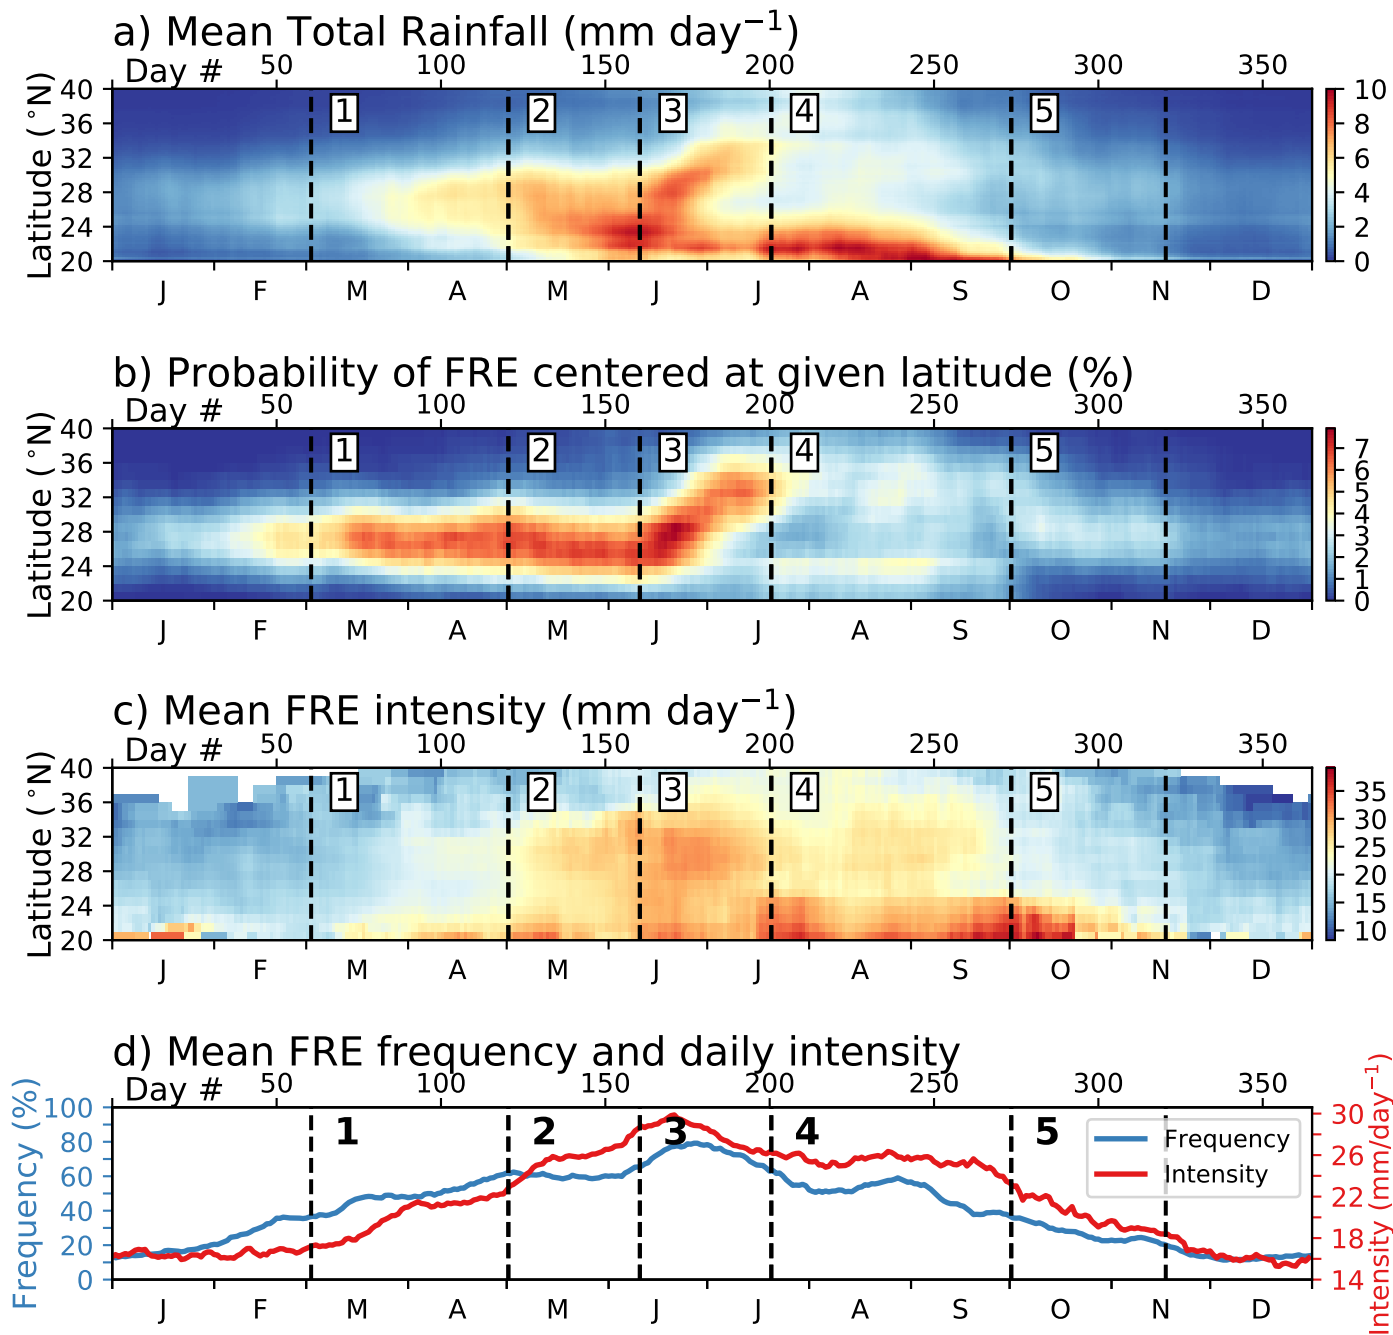 a) Mean Total Rainfall (mm day⁻¹)
Day # 50 100 150 200 250 300 350
Latitude (°N)
40 36 32 28 24 20
1 2 3 4 5
10 8 6 4 2 0
J F M A M J J A S O N D
b) Probability of FRE centered at given latitude (%)
Day # 50 100 150 200 250 300 350
Latitude (°N)
40 36 32 28 24 20
1 2 3 4 5
7 6 5 4 3 2 1 0
J F M A M J J A S O N D
c) Mean FRE intensity (mm day⁻¹)
Day # 50 100 150 200 250 300 350
Latitude (°N)
40 36 32 28 24 20
1 2 3 4 5
35 30 25 20 15 10
J F M A M J J A S O N D
d) Mean FRE frequency and daily intensity
Day # 50 100 150 200 250 300 350
Frequency (%)
100 80 60 40 20 0
1 2 3 4 5
Frequency
Intensity
30 26 22 18 14
Intensity (mm/day⁻¹)
J F M A M J J A S O N D